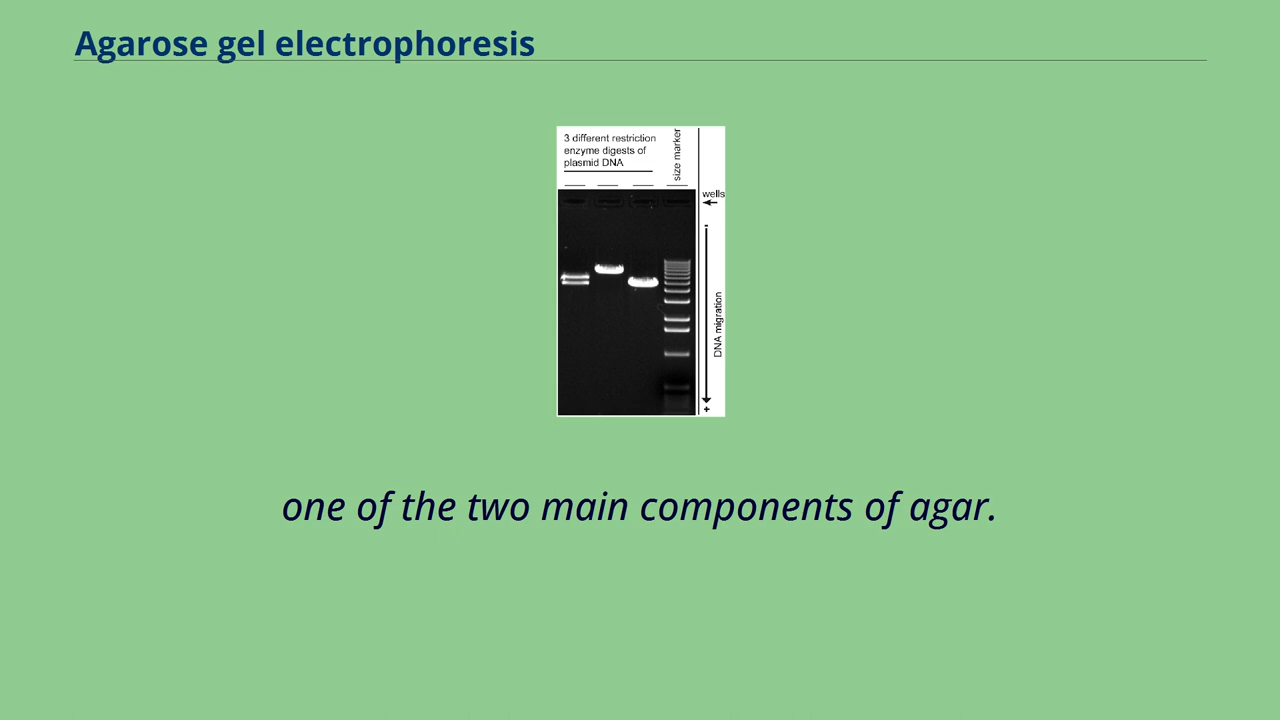 Agarose gel electrophoresis
3 different restriction
enzyme digests of
plasmid DNA
size marker
wells
-
DNA migration
+
one of the two main components of agar.